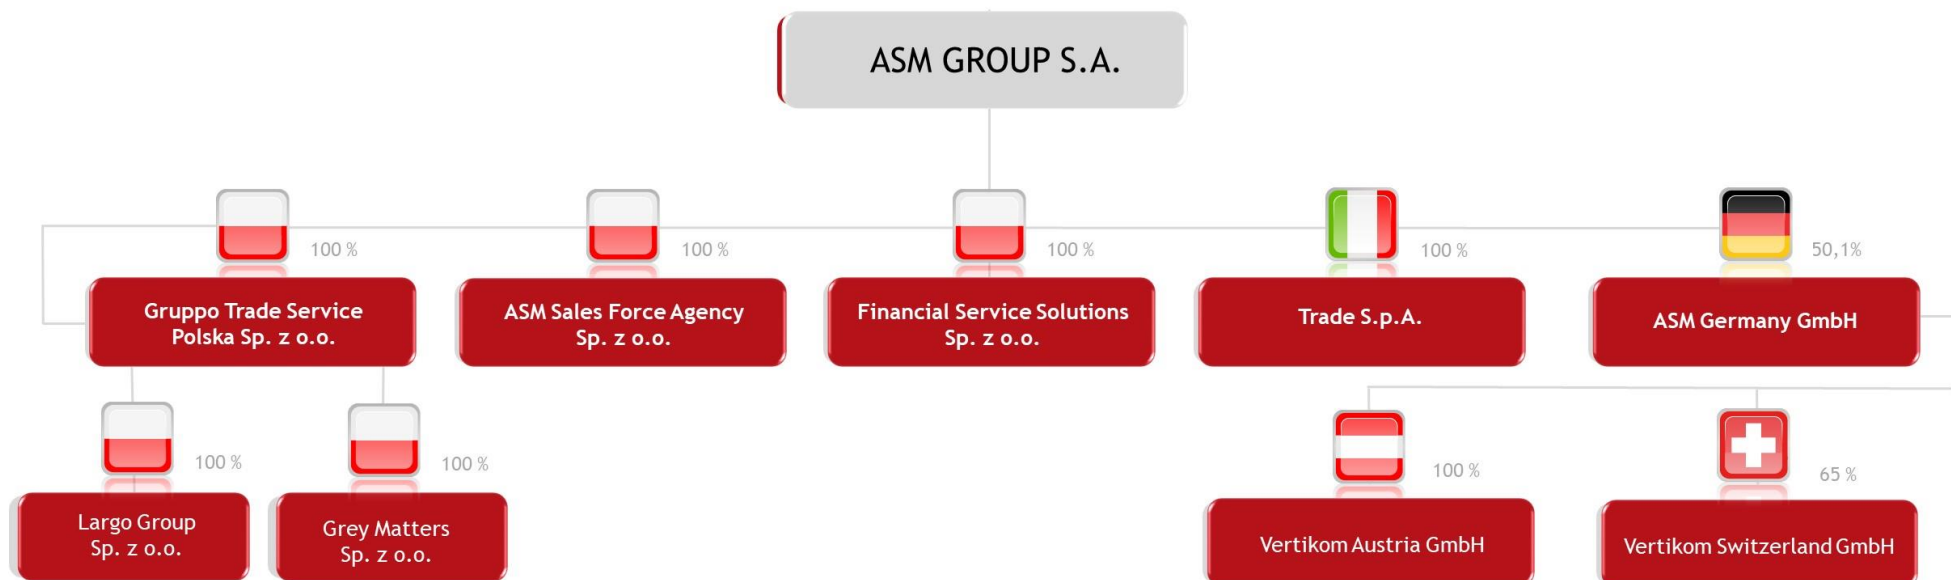 ASM GROUP S.A.
100 %
100 %
100 %
100 %
50,1%
Gruppo Trade Service
Polska Sp. z o.o.
ASM Sales Force Agency
Sp. z o.o.
Financial Service Solutions
Sp. z o.o.
Trade S.p.A.
ASM Germany GmbH
100 %
100 %
100 %
65 %
Largo Group
Sp. z o.o.
Grey Matters
Sp. z o.o.
Vertikom Austria GmbH
Vertikom Switzerland GmbH